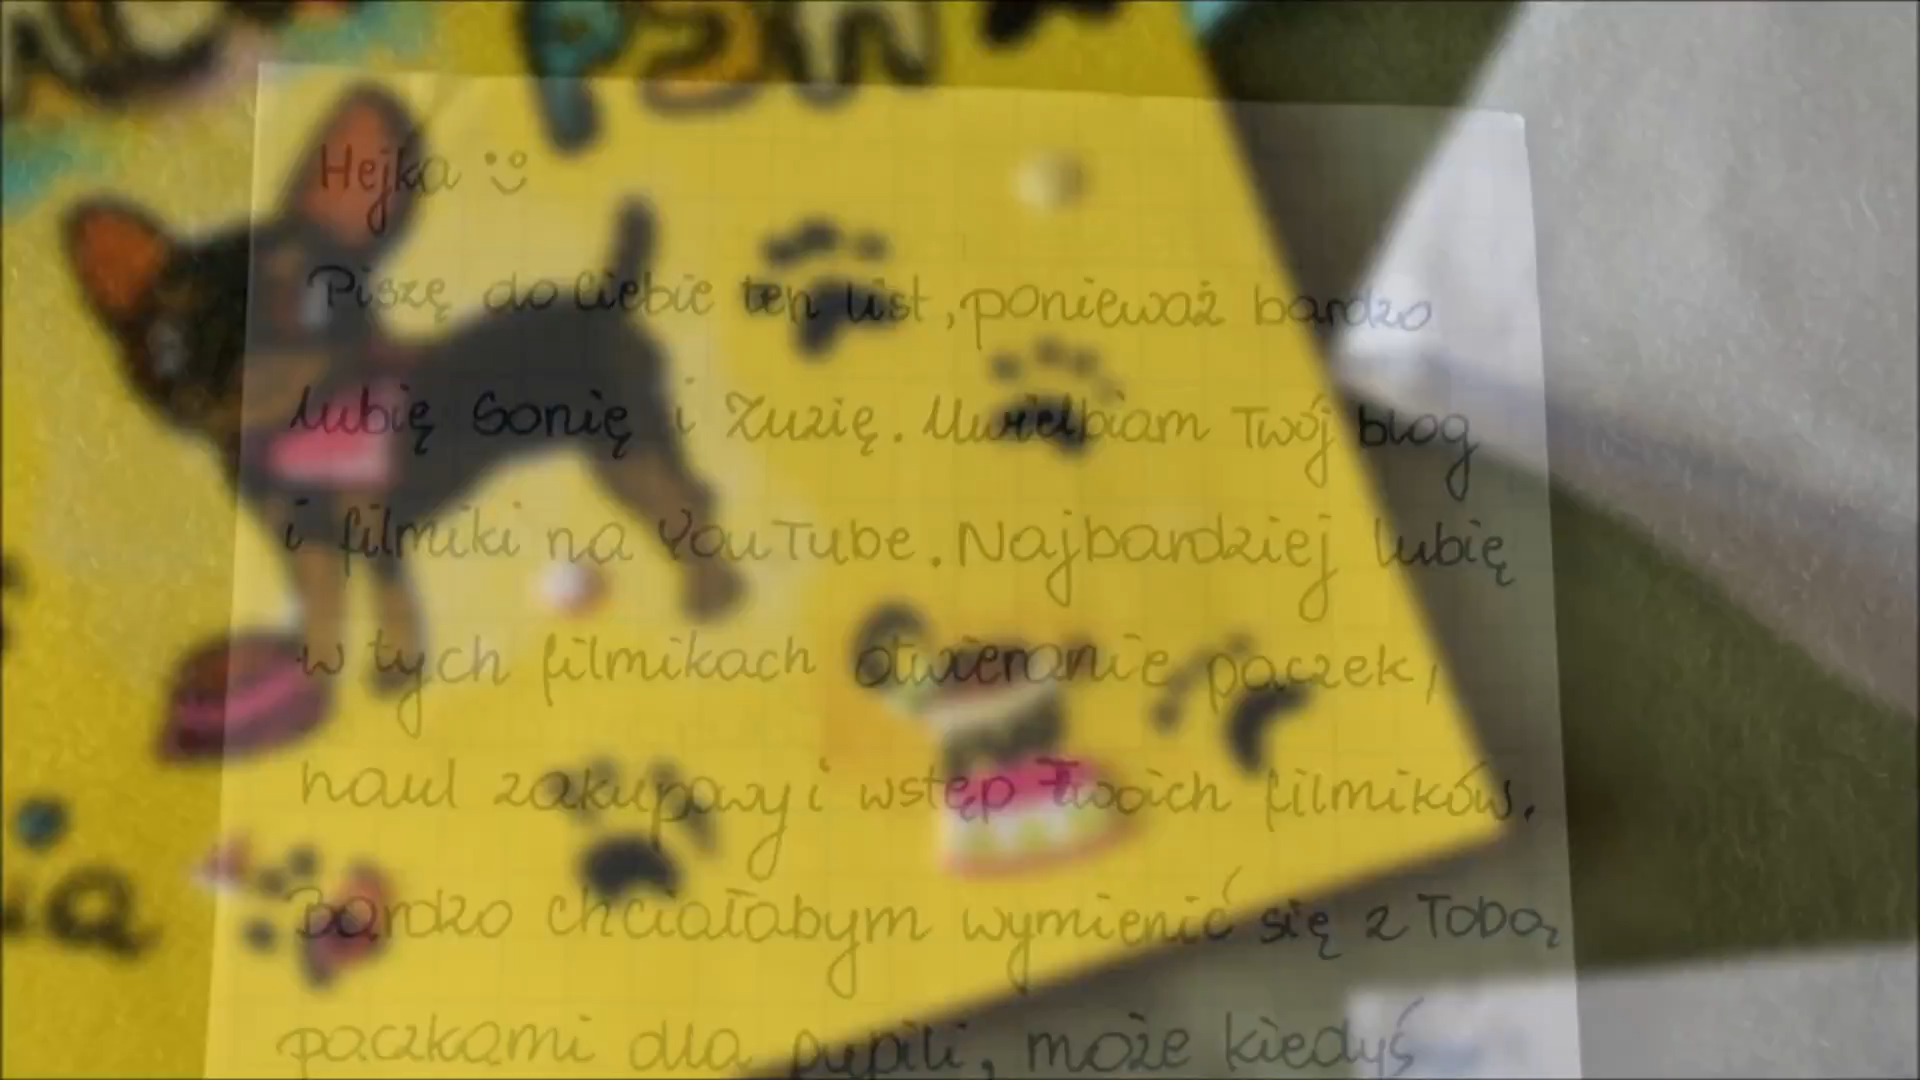 Hejka
Piszę do Ciebie ten list, ponieważ bardzo
lubię Sonię i Zuzię. Uwielbiam Twój blog
i filmiki na YouTube. Najbardziej lubię
w tych filmikach otwieranie paczek,
haul zakupowy i wstęp Twoich filmików.
Bardzo chciałabym wymienić się z Tobą
paczkami dla pupili, może kiedyś